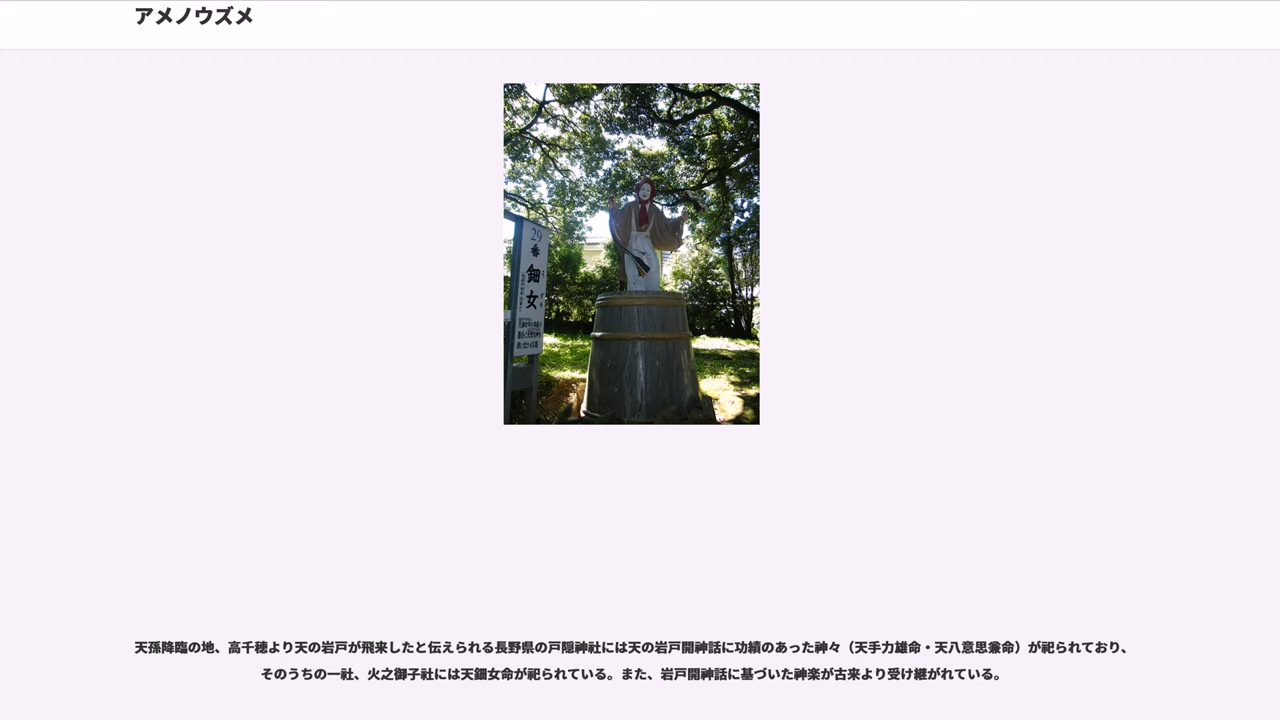 アメノウズメ
29
番
鈿
女
天孫降臨の地、高千穂より天の岩戸が飛来したと伝えられる長野県の戸隠神社には天の岩戸開神話に功績のあった神々（天手力雄命・天八意思兼命）が祀られており、
そのうちの一社、火之御子社には天鈿女命が祀られている。また、岩戸開神話に基づいた神楽が古来より受け継がれている。